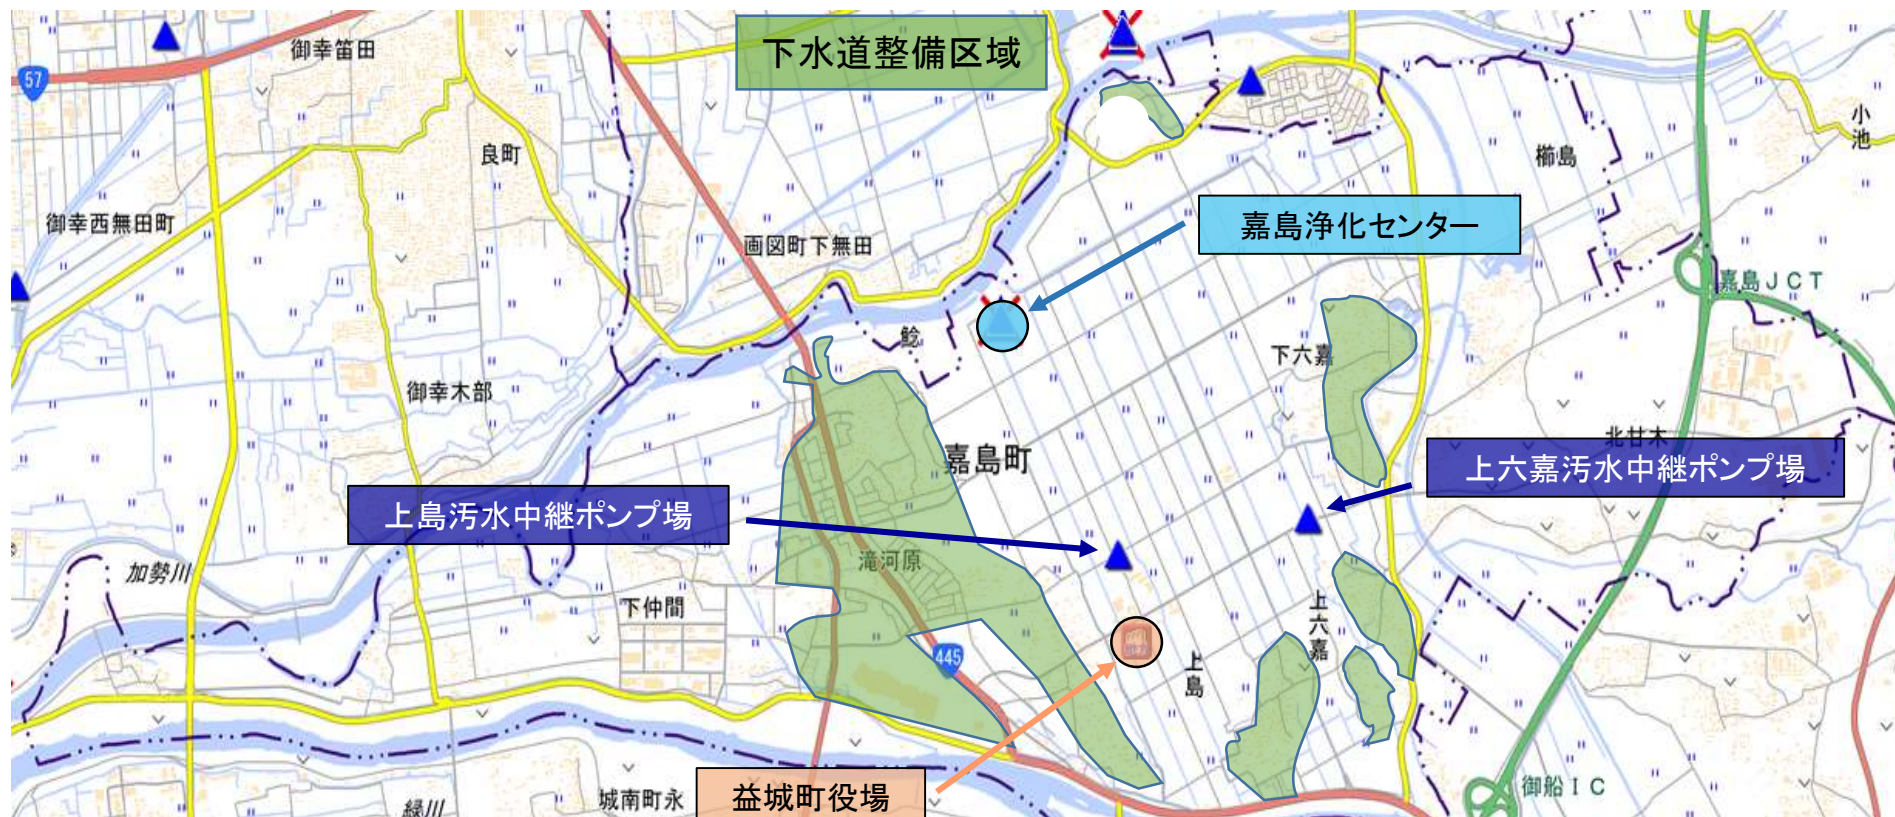 御幸笛田
下水道整備区域
57
小池
良町
櫛島
御幸西無田町
嘉島浄化センター
画図町下無田
嘉島JCT
鯰
下六嘉
御幸木部
北甘木
嘉島町
上六嘉汚水中継ポンプ場
上島汚水中継ポンプ場
滝河原
加勢川
下仲間
上六嘉
445
上島
御船IC
益城町役場
城南町永
緑川